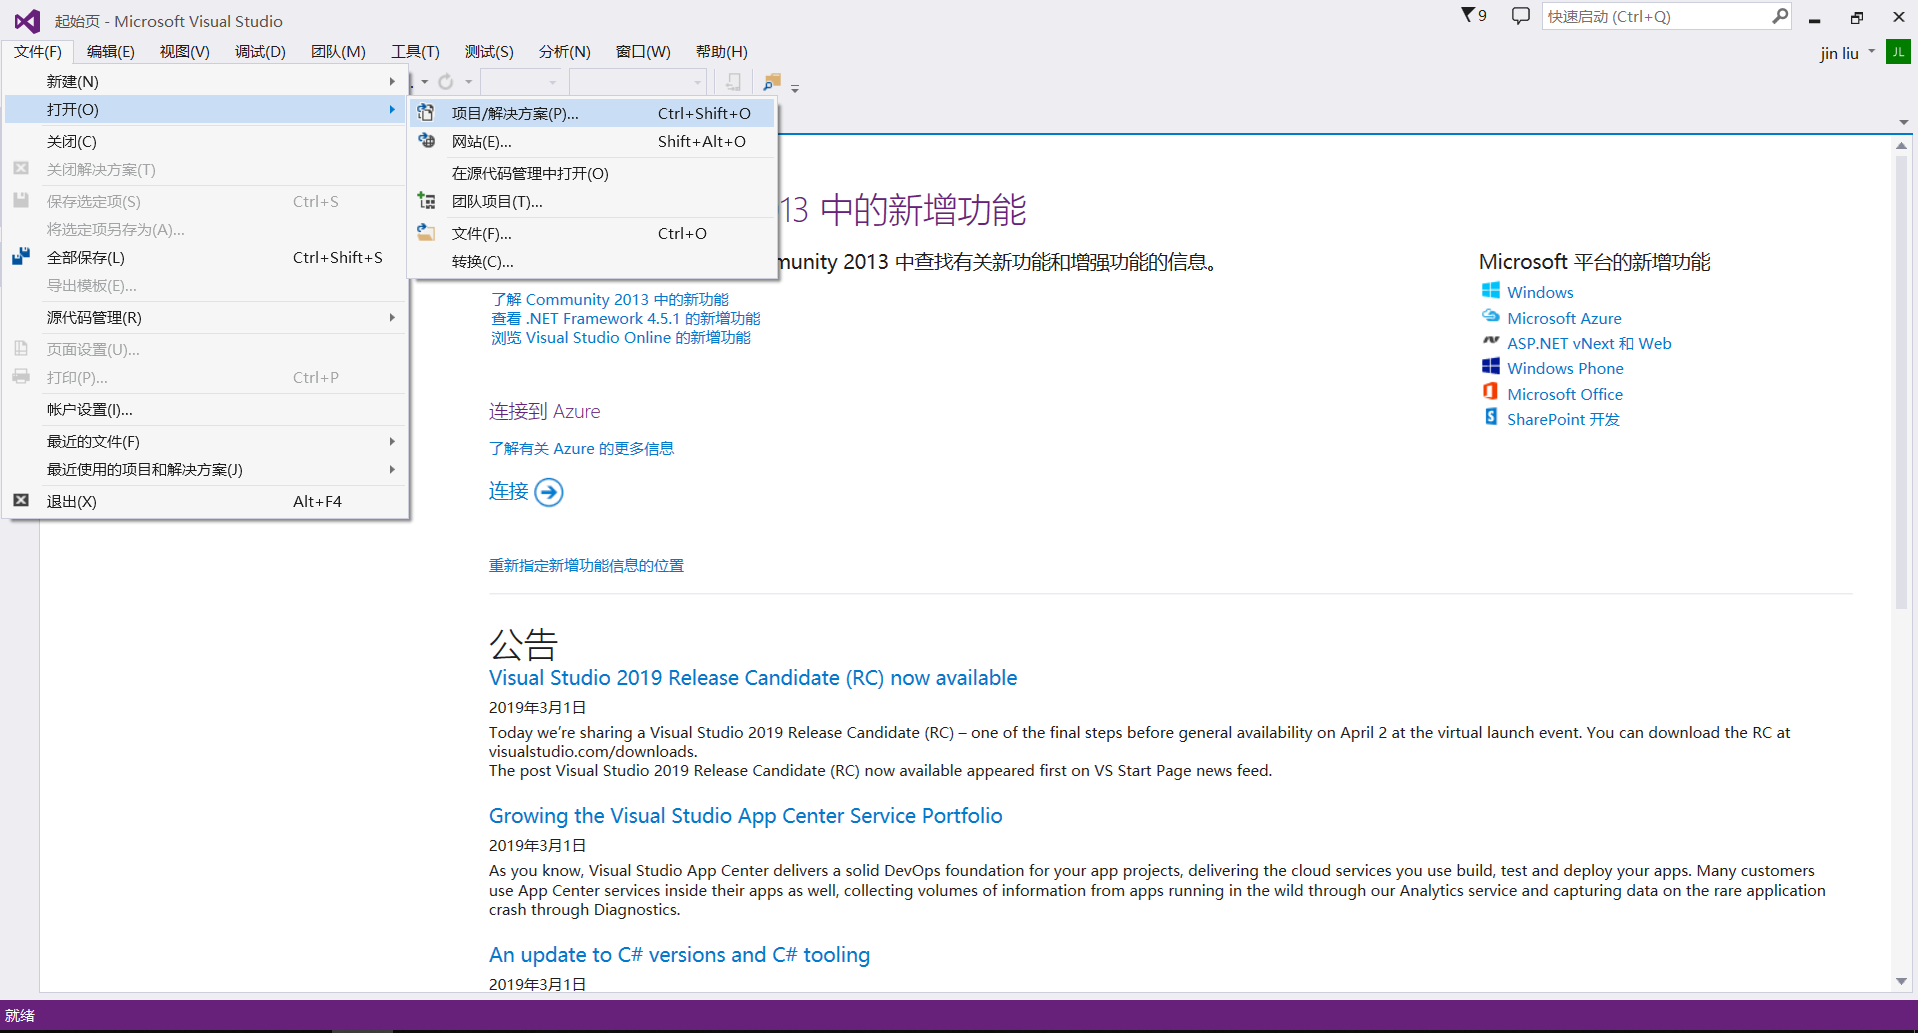 起始页 - Microsoft Visual Studio
9
快速启动 (Ctrl+Q)
文件(F) 编辑(E) 视图(V) 调试(D) 团队(M) 工具(T) 测试(S) 分析(N) 窗口(W) 帮助(H)
jin liu JL
新建(N)
打开(O)
关闭(C)
关闭解决方案(T)
保存选定项(S) Ctrl+S
将选定项另存为(A)...
全部保存(L) Ctrl+Shift+S
导出模板(E)...
源代码管理(R)
页面设置(U)...
打印(P)... Ctrl+P
帐户设置(I)...
最近的文件(F)
最近使用的项目和解决方案(J)
退出(X) Alt+F4
项目/解决方案(P)... Ctrl+Shift+O
网站(E)... Shift+Alt+O
在源代码管理中打开(O)
团队项目(T)...
文件(F)... Ctrl+O
转换(C)...
13 中的新增功能
munity 2013 中查找有关新功能和增强功能的信息。
了解 Community 2013 中的新功能
查看 .NET Framework 4.5.1 的新增功能
浏览 Visual Studio Online 的新增功能
Microsoft 平台的新增功能
Windows
Microsoft Azure
ASP.NET vNext 和 Web
Windows Phone
Microsoft Office
SharePoint 开发
连接到 Azure
了解有关 Azure 的更多信息
连接
重新指定新增功能信息的位置
公告
Visual Studio 2019 Release Candidate (RC) now available
2019年3月1日
Today we’re sharing a Visual Studio 2019 Release Candidate (RC) – one of the final steps before general availability on April 2 at the virtual launch event. You can download the RC at
visualstudio.com/downloads.
The post Visual Studio 2019 Release Candidate (RC) now available appeared first on VS Start Page news feed.
Growing the Visual Studio App Center Service Portfolio
2019年3月1日
As you know, Visual Studio App Center delivers a solid DevOps foundation for your app projects, delivering the cloud services you use build, test and deploy your apps. Many customers
use App Center services inside their apps as well, collecting volumes of information from apps running in the wild through our Analytics service and capturing data on the rare application
crash through Diagnostics.
An update to C# versions and C# tooling
2019年3月1日
就绪